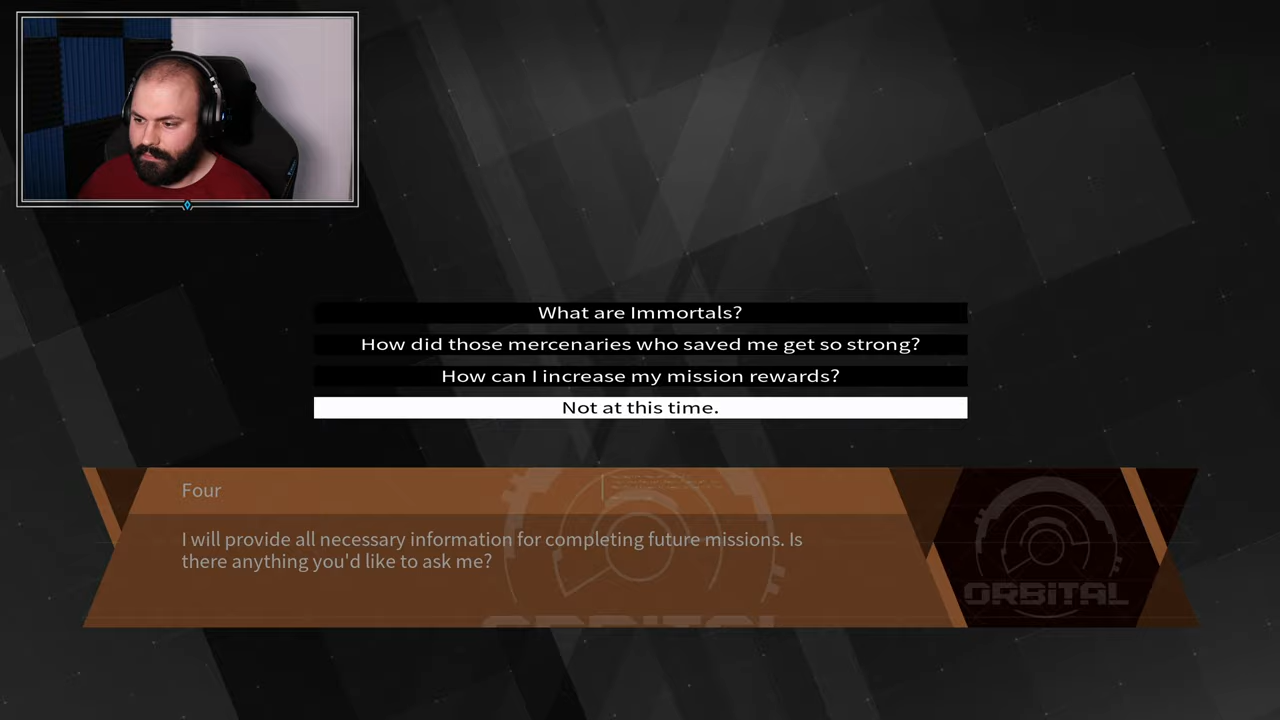 What are Immortals?
How did those mercenaries who saved me get so strong?
How can I increase my mission rewards?
Not at this time.
Four
I will provide all necessary information for completing future missions. Is
there anything you'd like to ask me?
ORBITAL
ORBITAL